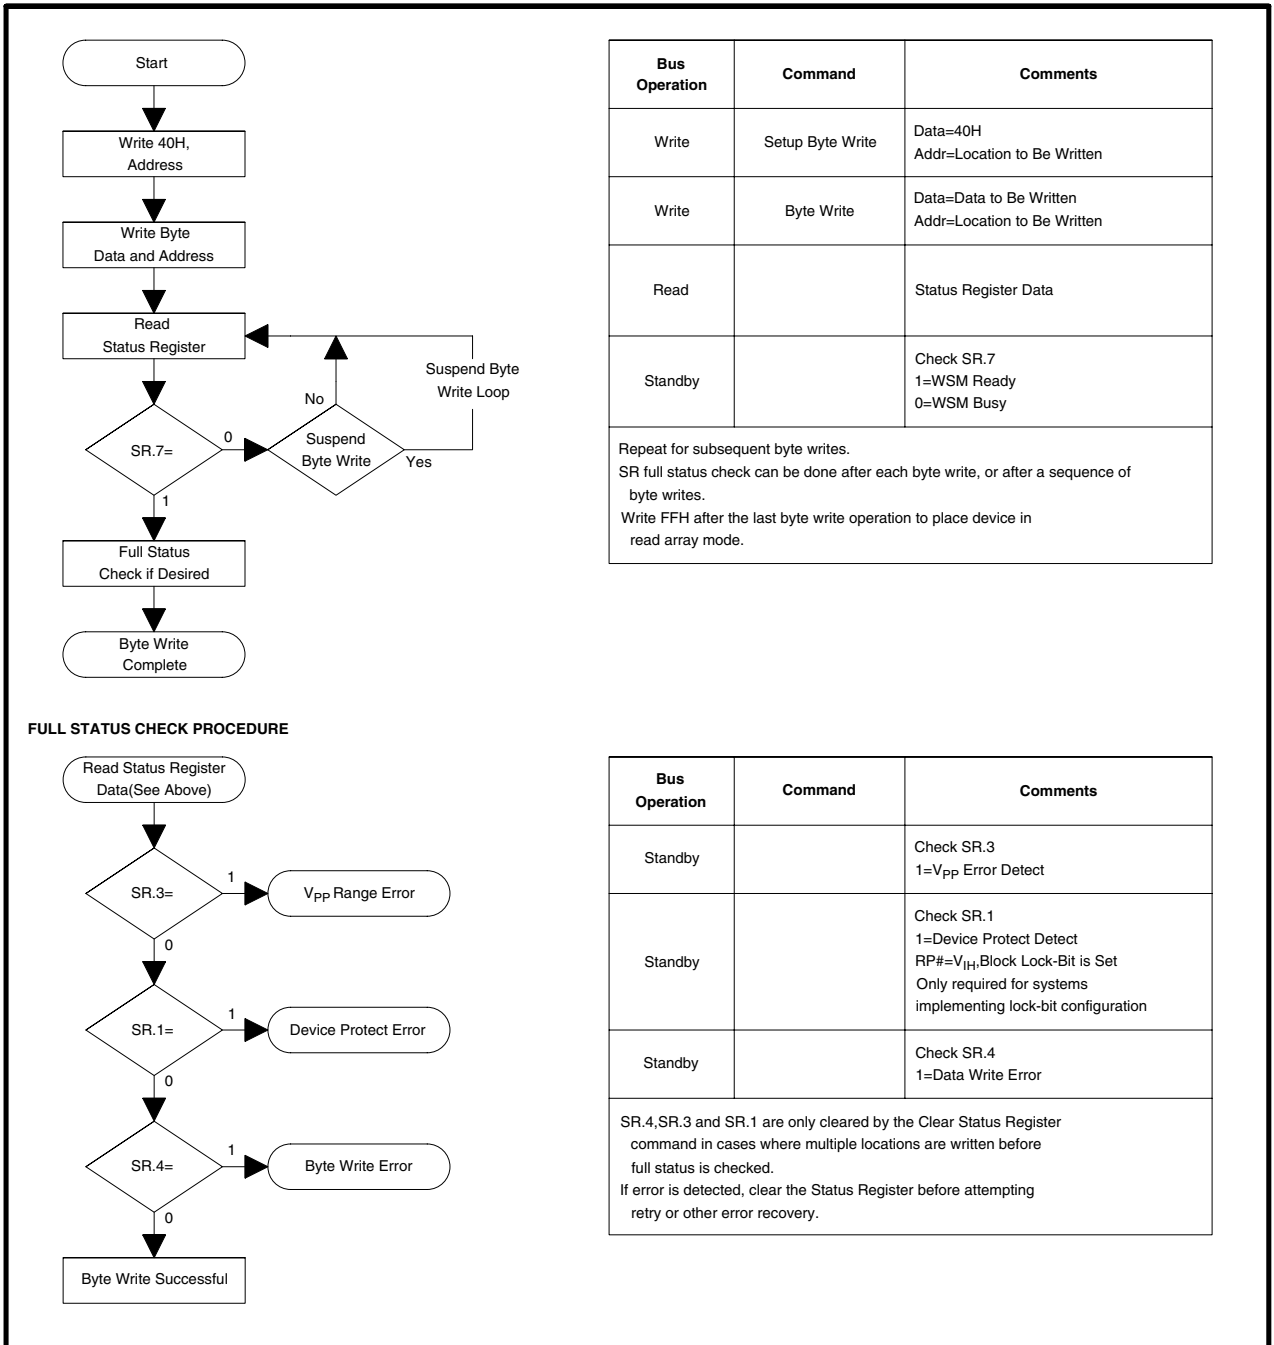 Start
Write 40H,
Address
Write Byte
Data and Address
Read
Status Register
Suspend Byte
Write Loop
No
SR.7=
0
Suspend
Byte Write
Yes
1
Full Status
Check if Desired
Byte Write
Complete
Bus
Operation
Command
Comments
Write
Setup Byte Write
Data=40H
Addr=Location to Be Written
Write
Byte Write
Data=Data to Be Written
Addr=Location to Be Written
Read
Status Register Data
Standby
Check SR.7
1=WSM Ready
0=WSM Busy
Repeat for subsequent byte writes.
SR full status check can be done after each byte write, or after a sequence of
byte writes.
Write FFH after the last byte write operation to place device in
read array mode.
FULL STATUS CHECK PROCEDURE
Read Status Register
Data(See Above)
SR.3=
1
VPP Range Error
0
SR.1=
1
Device Protect Error
0
SR.4=
1
Byte Write Error
0
Byte Write Successful
Bus
Operation
Command
Comments
Standby
Check SR.3
1=VPP Error Detect
Standby
Check SR.1
1=Device Protect Detect
RP#=VIH,Block Lock-Bit is Set
Only required for systems
implementing lock-bit configuration
Standby
Check SR.4
1=Data Write Error
SR.4,SR.3 and SR.1 are only cleared by the Clear Status Register
command in cases where multiple locations are written before
full status is checked.
If error is detected, clear the Status Register before attempting
retry or other error recovery.